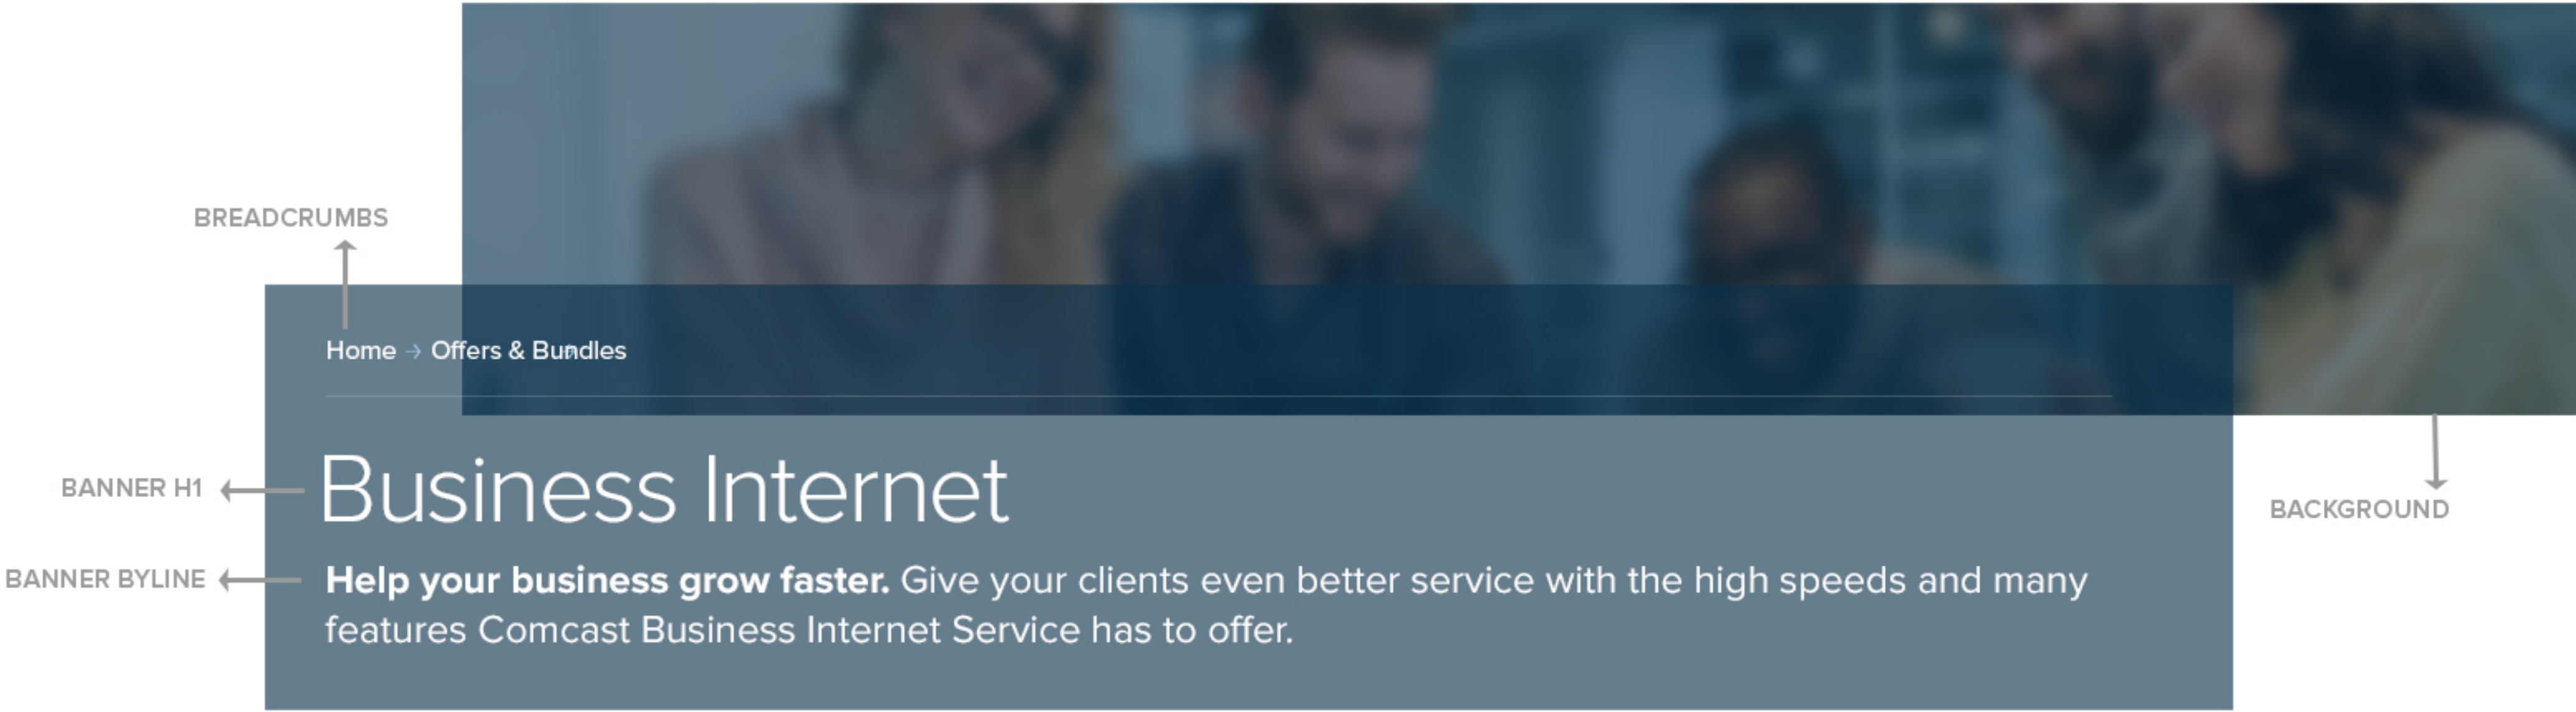 BREADCRUMBS
Home → Offers & Bundles
BANNER H1
Business Internet
BACKGROUND
BANNER BYLINE
Help your business grow faster. Give your clients even better service with the high speeds and many
features Comcast Business Internet Service has to offer.